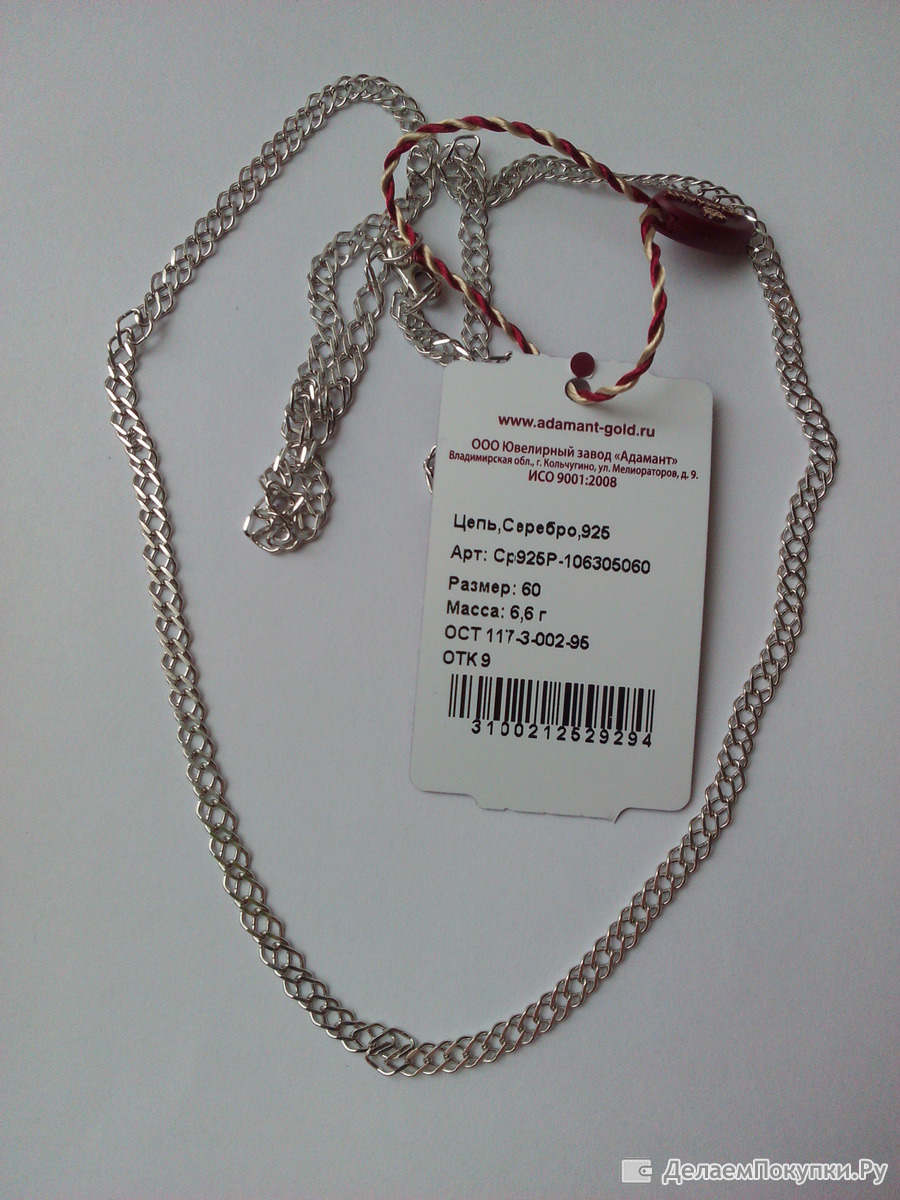 www.adamant-gold.ru
ООО Ювелирный завод «Адамант»
Владимирская обл., г. Кольчугино, ул. Мелиораторов, д. 9.
ИСО 9001:2008
Цепь,Серебро,925
Арт: Ср925Р-106305060
Размер: 60
Масса: 6,6 г
ОСТ 117-3-002-95
ОТК 9
3100212529294
ДелаемПокупки.Ру